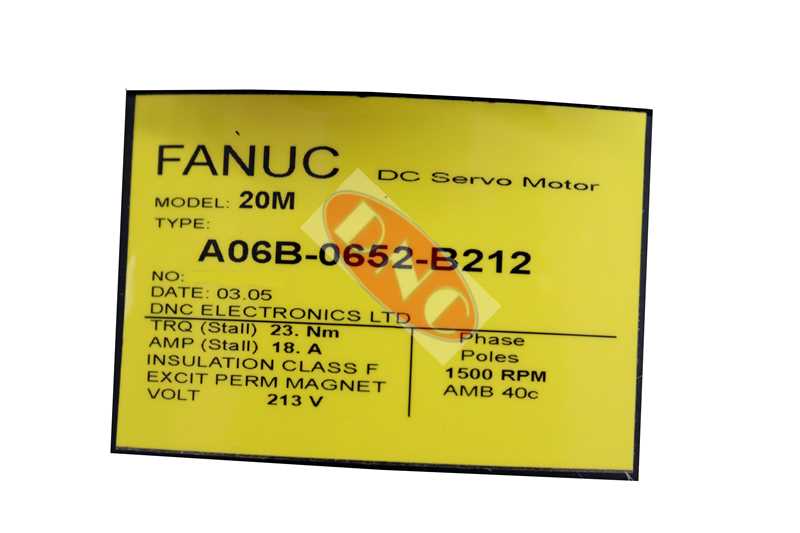 FANUC DC Servo Motor
MODEL: 20M
TYPE:
A06B-0652-B212
NO:
DATE: 03.05
DNC ELECTRONICS LTD
TRQ (Stall) 23. Nm
AMP (Stall) 18. A
INSULATION CLASS F
EXCIT PERM MAGNET
VOLT 213 V
Phase
Poles
1500 RPM
AMB 40c
DNC